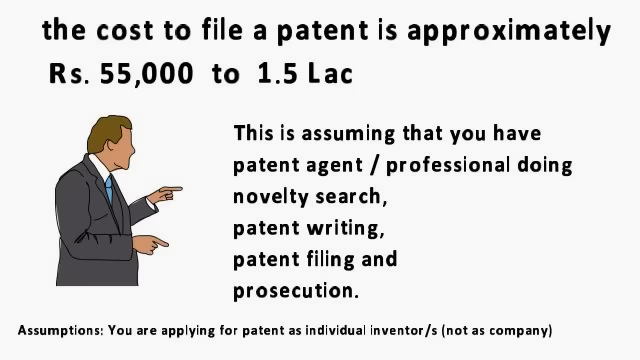 the cost to file a patent is approximately
Rs. 55,000 to 1.5 Lac
This is assuming that you have
patent agent / professional doing
novelty search,
patent writing,
patent filing and
prosecution.
Assumptions: You are applying for patent as individual inventor/s (not as company)